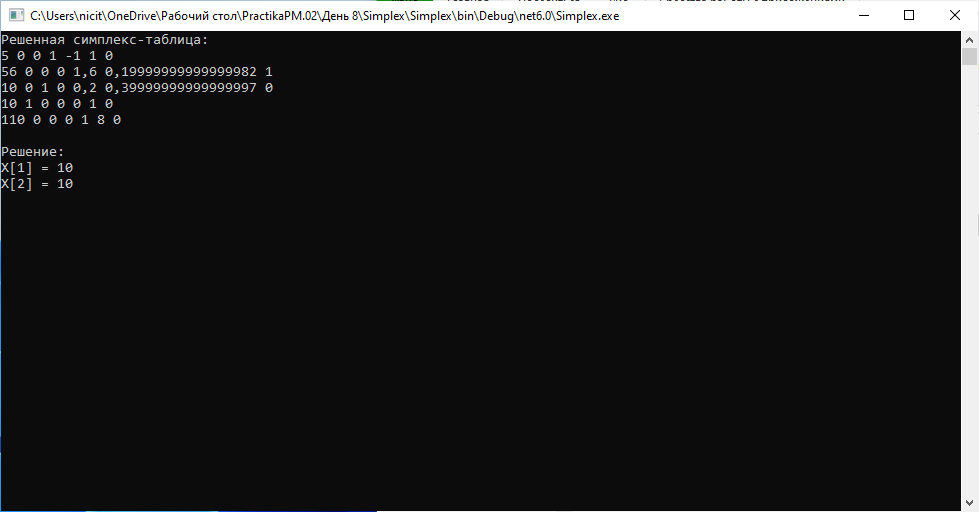 C:\Users\nicit\OneDrive\Рабочий стол\PractikaPM.02\День 8\Simplex\Simplex\bin\Debug\net6.0\Simplex.exe
Решенная симплекс-таблица:
5 0 0 1 -1 1 0
56 0 0 0 1,6 0,19999999999999982 1
10 0 1 0 0,2 0,39999999999999997 0
10 1 0 0 0 1 0
110 0 0 0 1 8 0
Решение:
X[1] = 10
X[2] = 10